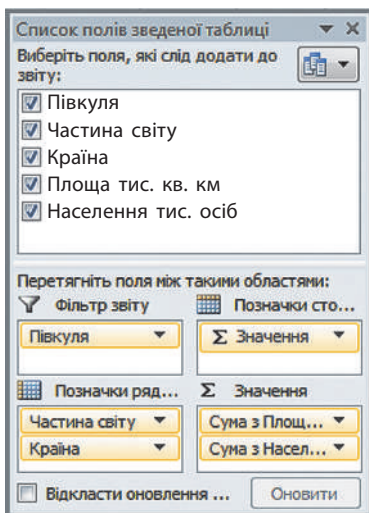 Список полів зведеної таблиці
Виберіть поля, які слід додати до
звіту:
Півкуля
Частина світу
Країна
Площа тис. кв. км
Населення тис. осіб
Перетягніть поля між такими областями:
Фільтр звіту
Позначки сто...
Півкуля
Σ Значення
Позначки ряд...
Σ Значення
Частина світу
Сума з Площ...
Країна
Сума з Насел...
Відкласти оновлення ...
Оновити